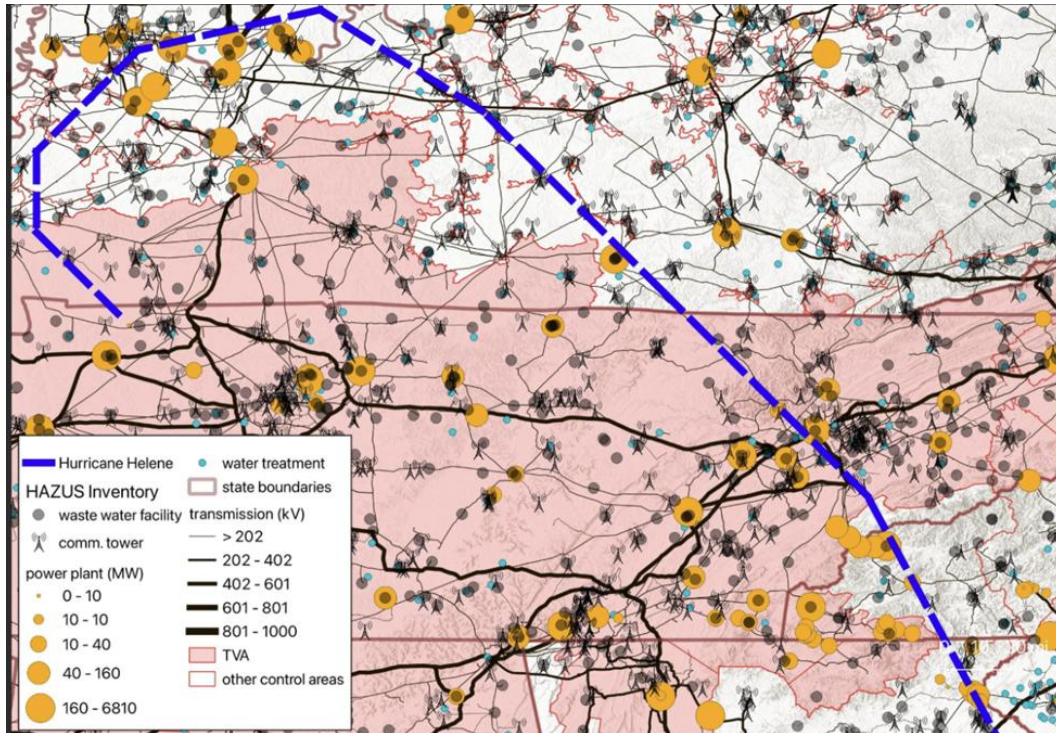 Hurricane Helene
HAZUS Inventory
waste water facility
comm. tower
power plant (MW)
0 - 10
10 - 10
10 - 40
40 - 160
160 - 6810
water treatment
state boundaries
transmission (kV)
> 202
202 - 402
402 - 601
601 - 801
801 - 1000
TVA
other control areas